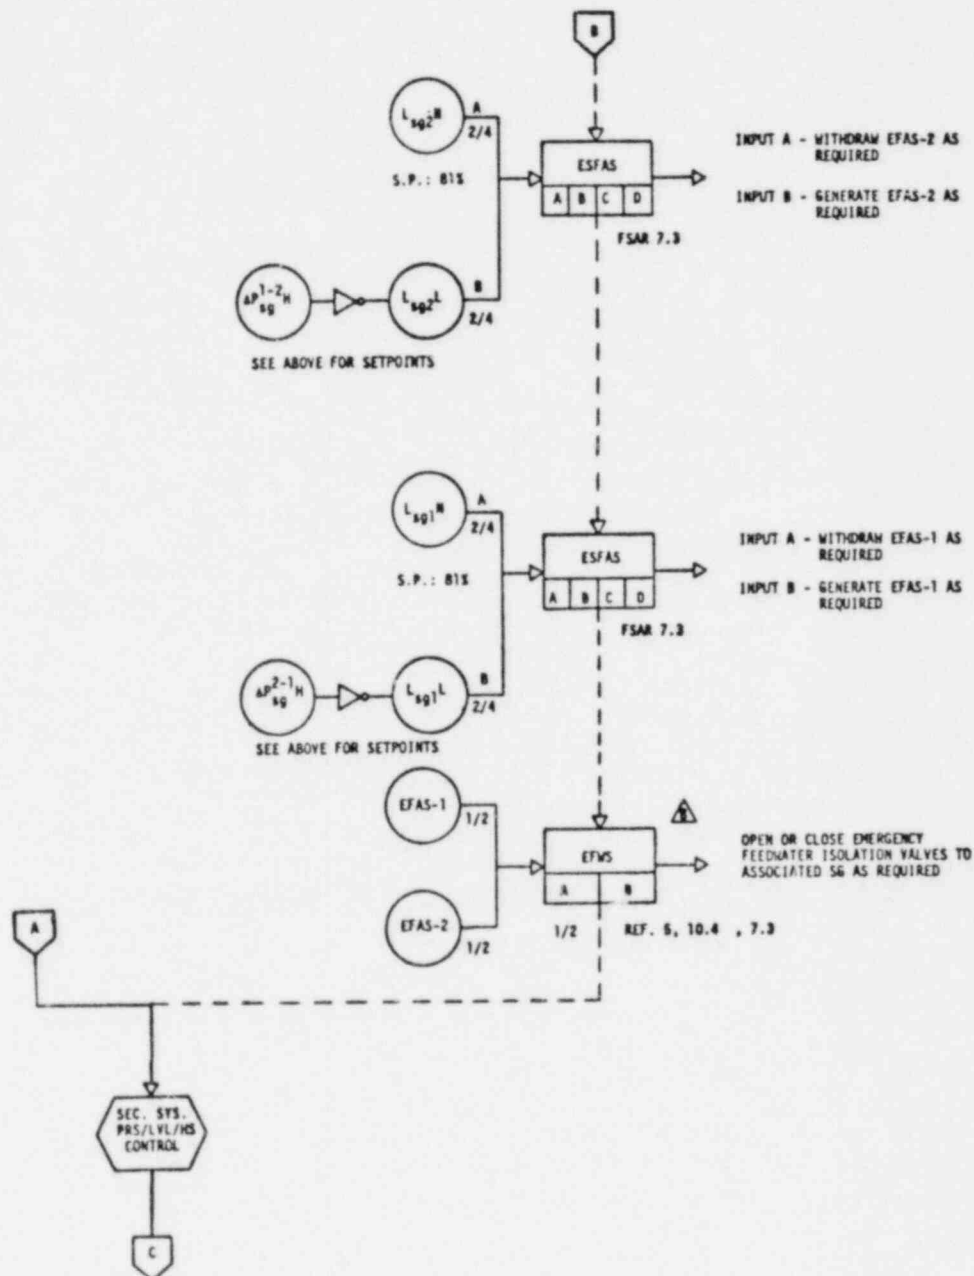 B
L sg2 N
A
2/4
S.P.: 81%
ESFAS
A B C D
FSAR 7.3
INPUT A - WITHDRAW EFAS-2 AS
REQUIRED
INPUT B - GENERATE EFAS-2 AS
REQUIRED
ΔP sg 1-2 H
L sg2 L
B
2/4
SEE ABOVE FOR SETPOINTS
L sg1 N
A
2/4
S.P.: 81%
ESFAS
A B C D
FSAR 7.3
INPUT A - WITHDRAW EFAS-1 AS
REQUIRED
INPUT B - GENERATE EFAS-1 AS
REQUIRED
ΔP sg 2-1 H
L sg1 L
B
2/4
SEE ABOVE FOR SETPOINTS
EFAS-1
1/2
EFWS
A
EFAS-2
1/2
1/2
REF. 5, 10.4 , 7.3
OPEN OR CLOSE EMERGENCY
FEEDWATER ISOLATION VALVES TO
ASSOCIATED SG AS REQUIRED
A
SEC. SYS.
PRS/LVL/HS
CONTROL
C